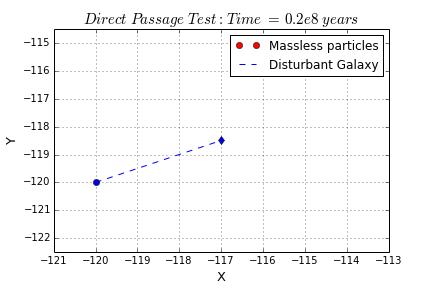 Direct Passage Test : Time = 0.2e8 years
Massless particles
Disturbant Galaxy
−115
−116
−117
−118
−119
−120
−121
−122
Y
−121 −120 −119 −118 −117 −116 −115 −114 −113
X